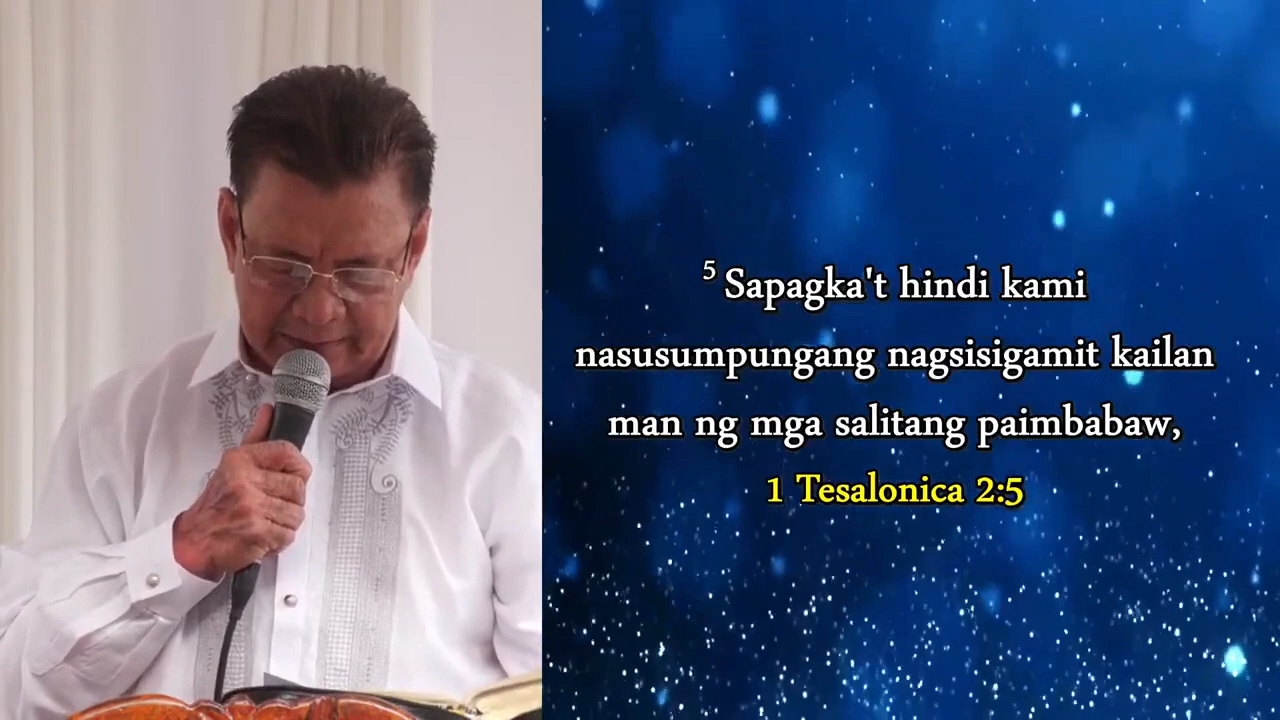 5 Sapagka't hindi kami
nasusumpungang nagsisigamit kailan
man ng mga salitang paimbabaw,
1 Tesalonica 2:5